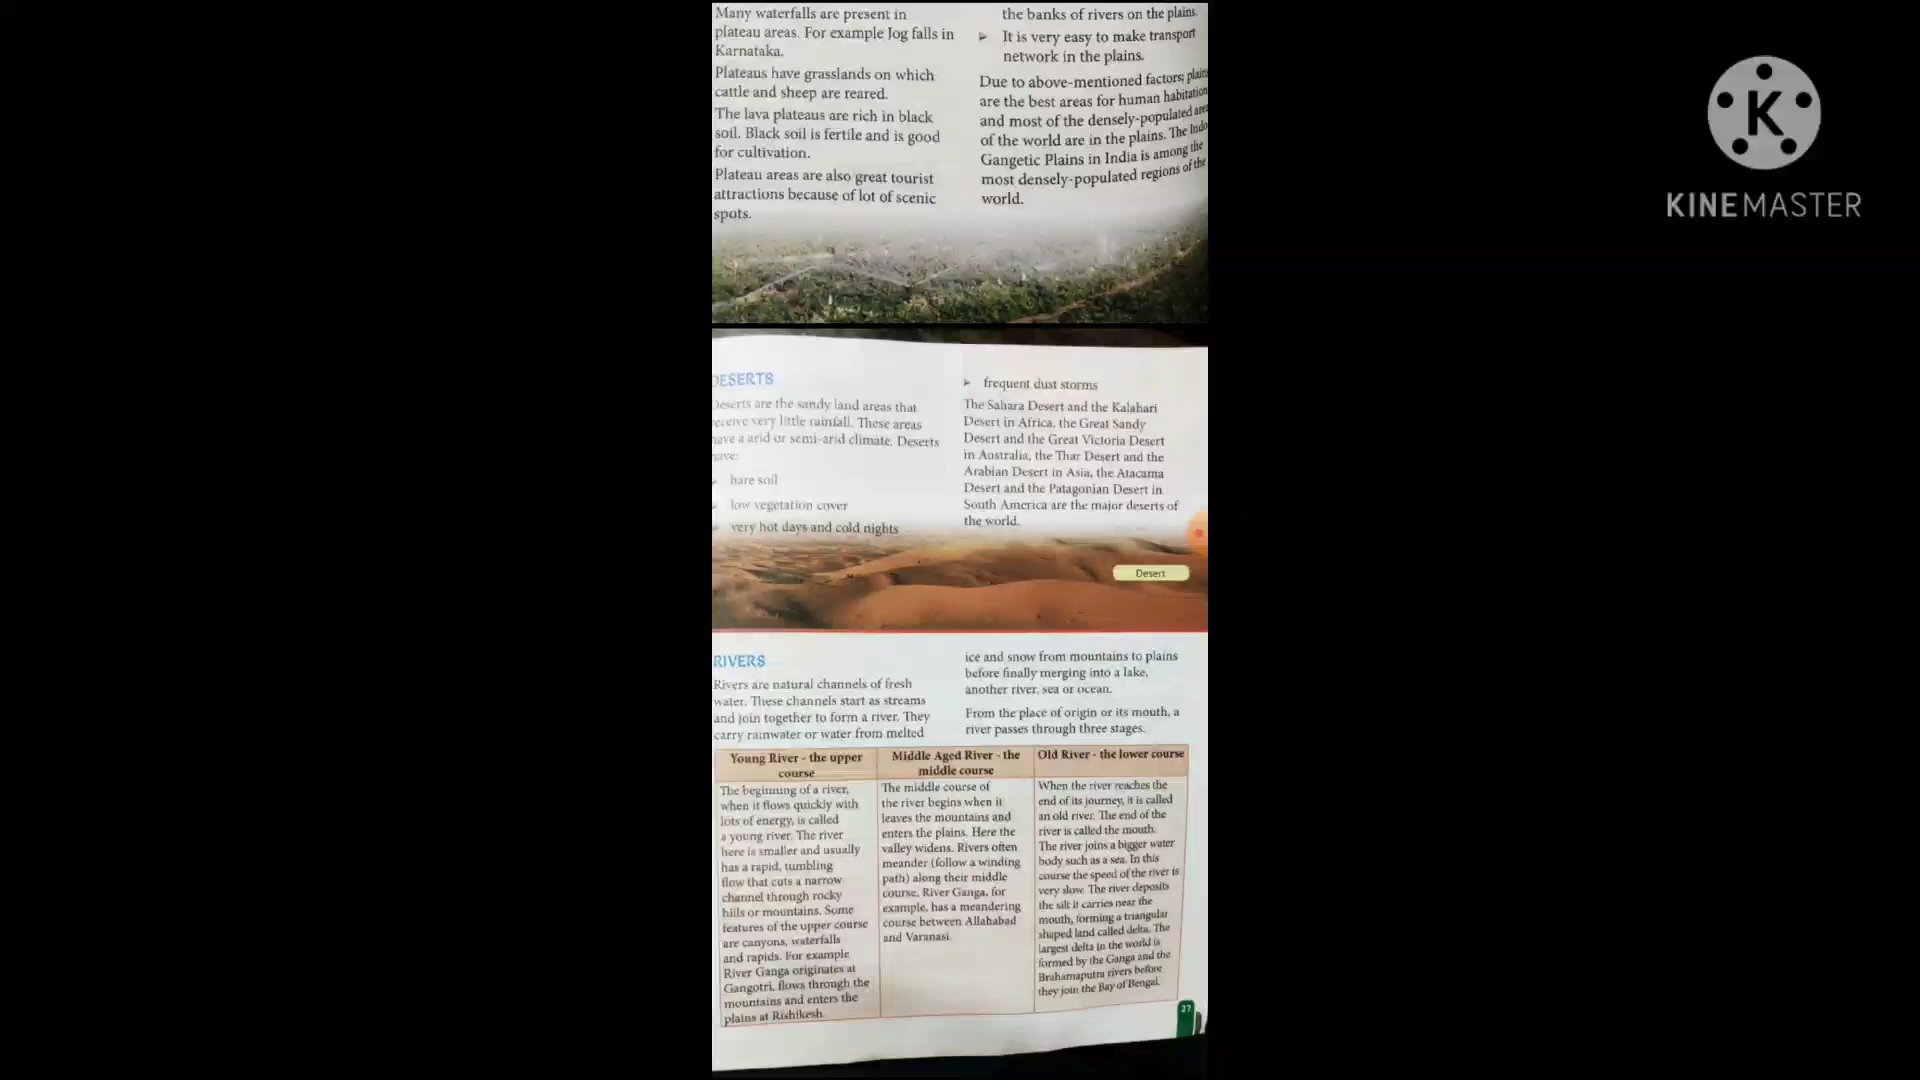 Many waterfalls are present in
plateau areas. For example Jog falls in
Karnataka.
Plateaus have grasslands on which
cattle and sheep are reared.
The lava plateaus are rich in black
soil. Black soil is fertile and is good
for cultivation.
Plateau areas are also great tourist
attractions because of lot of scenic
spots.
the banks of rivers on the plains.
➤ It is very easy to make transport
network in the plains.
Due to above-mentioned factors; plains
are the best areas for human habitation
and most of the densely-populated area
of the world are in the plains. The Indo
Gangetic Plains in India is among the
most densely-populated regions of the
world.
KINEMASTER
DESERTS
Deserts are the sandy land areas that
receive very little rainfall. These areas
have a arid or semi-arid climate. Deserts
have:
➤ bare soil
➤ low vegetation cover
➤ very hot days and cold nights
➤ frequent dust storms
The Sahara Desert and the Kalahari
Desert in Africa, the Great Sandy
Desert and the Great Victoria Desert
in Australia, the Thar Desert and the
Arabian Desert in Asia, the Atacama
Desert and the Patagonian Desert in
South America are the major deserts of
the world.
Desert
RIVERS
Rivers are natural channels of fresh
water. These channels start as streams
and join together to form a river. They
carry rainwater or water from melted
ice and snow from mountains to plains
before finally merging into a lake,
another river, sea or ocean.
From the place of origin or its mouth, a
river passes through three stages.
Young River - the upper
course
The beginning of a river,
when it flows quickly with
lots of energy, is called
a young river. The river
here is smaller and usually
has a rapid, tumbling
flow that cuts a narrow
channel through rocky
hills or mountains. Some
features of the upper course
are canyons, waterfalls
and rapids. For example
River Ganga originates at
Gangotri, flows through the
mountains and enters the
plains at Rishikesh.
Middle Aged River - the
middle course
The middle course of
the river begins when it
leaves the mountains and
enters the plains. Here the
valley widens. Rivers often
meander (follow a winding
path) along their middle
course. River Ganga, for
example, has a meandering
course between Allahabad
and Varanasi.
Old River - the lower course
When the river reaches the
end of its journey, it is called
an old river. The end of the
river is called the mouth.
The river joins a bigger water
body such as a sea. In this
course the speed of the river is
very slow. The river deposits
the silt it carries near the
mouth, forming a triangular
shaped land called delta. The
largest delta in the world is
formed by the Ganga and the
Brahamaputra rivers before
they join the Bay of Bengal.
27